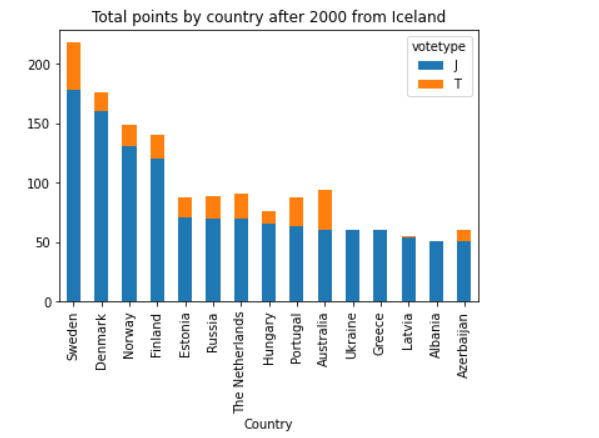 Total points by country after 2000 from Iceland
votetype
J
T
200
150
100
50
0
Sweden
Denmark
Norway
Finland
Estonia
Russia
The Netherlands
Hungary
Portugal
Australia
Ukraine
Greece
Latvia
Albania
Azerbaijan
Country